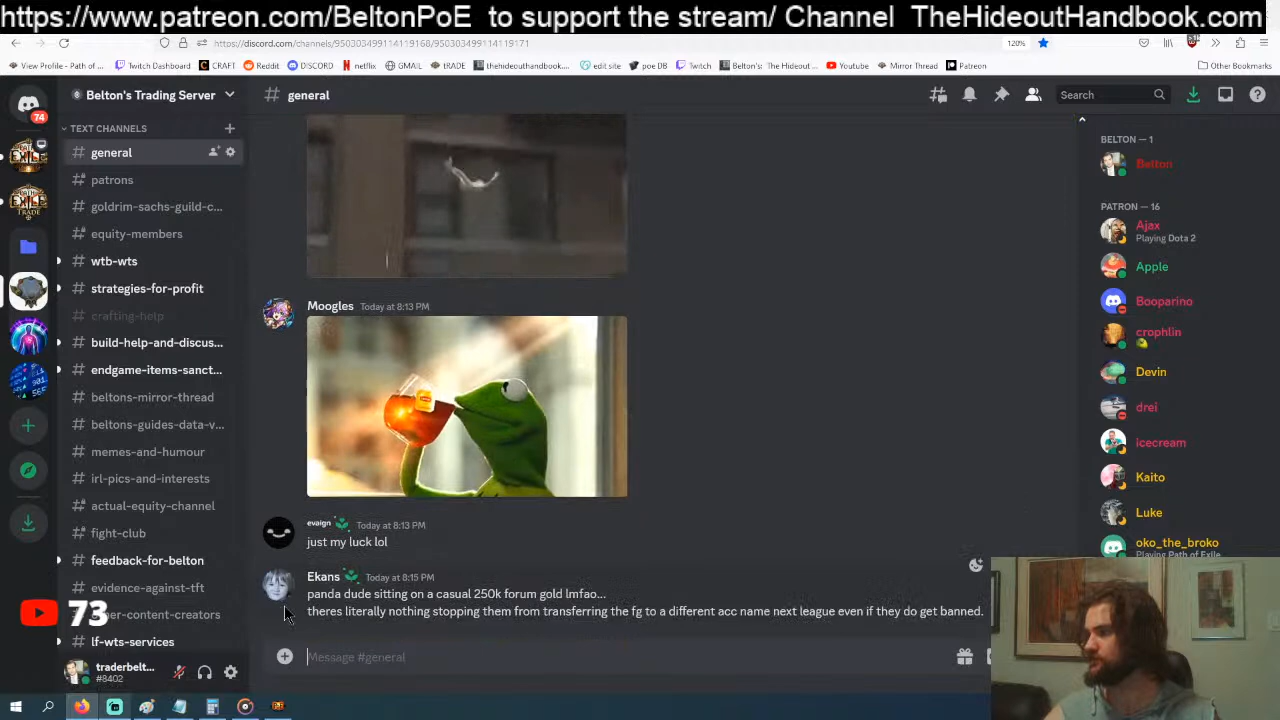 https://www.patreon.com/BeltonPoE to support the stream/ Channel TheHideoutHandbook.com
https://discord.com/channels/950303499114119168/950303499114119171
120%
View Profile - Path of ...
Twitch Dashboard
CRAFT
Reddit
DISCORD
netflix
GMAIL
tRADE
thehideouthandbook....
edit site
poe DB
Twitch
Belton's: The Hideout ...
Youtube
Mirror Thread
Patreon
Other Bookmarks
74
Belton's Trading Server
# general
Search
TEXT CHANNELS
# general
# patrons
# goldrim-sachs-guild-c...
# equity-members
# wtb-wts
# strategies-for-profit
# crafting-help
# build-help-and-discus...
# endgame-items-sanct...
# beltons-mirror-thread
# beltons-guides-data-v...
# memes-and-humour
# irl-pics-and-interests
# actual-equity-channel
# fight-club
# feedback-for-belton
# evidence-against-tft
-content-creators
# lf-wts-services
73
traderbelt...
#8402
Moogles Today at 8:13 PM
evaign Today at 8:13 PM
just my luck lol
Ekans Today at 8:15 PM
panda dude sitting on a casual 250k forum gold lmfao...
theres literally nothing stopping them from transferring the fg to a different acc name next league even if they do get banned.
Message #general
BELTON — 1
Belton
PATRON — 16
Ajax
Playing Dota 2
Apple
Booparino
crophlin
Devin
drei
icecream
Kaito
Luke
oko_the_broko
Playing Path of Exile